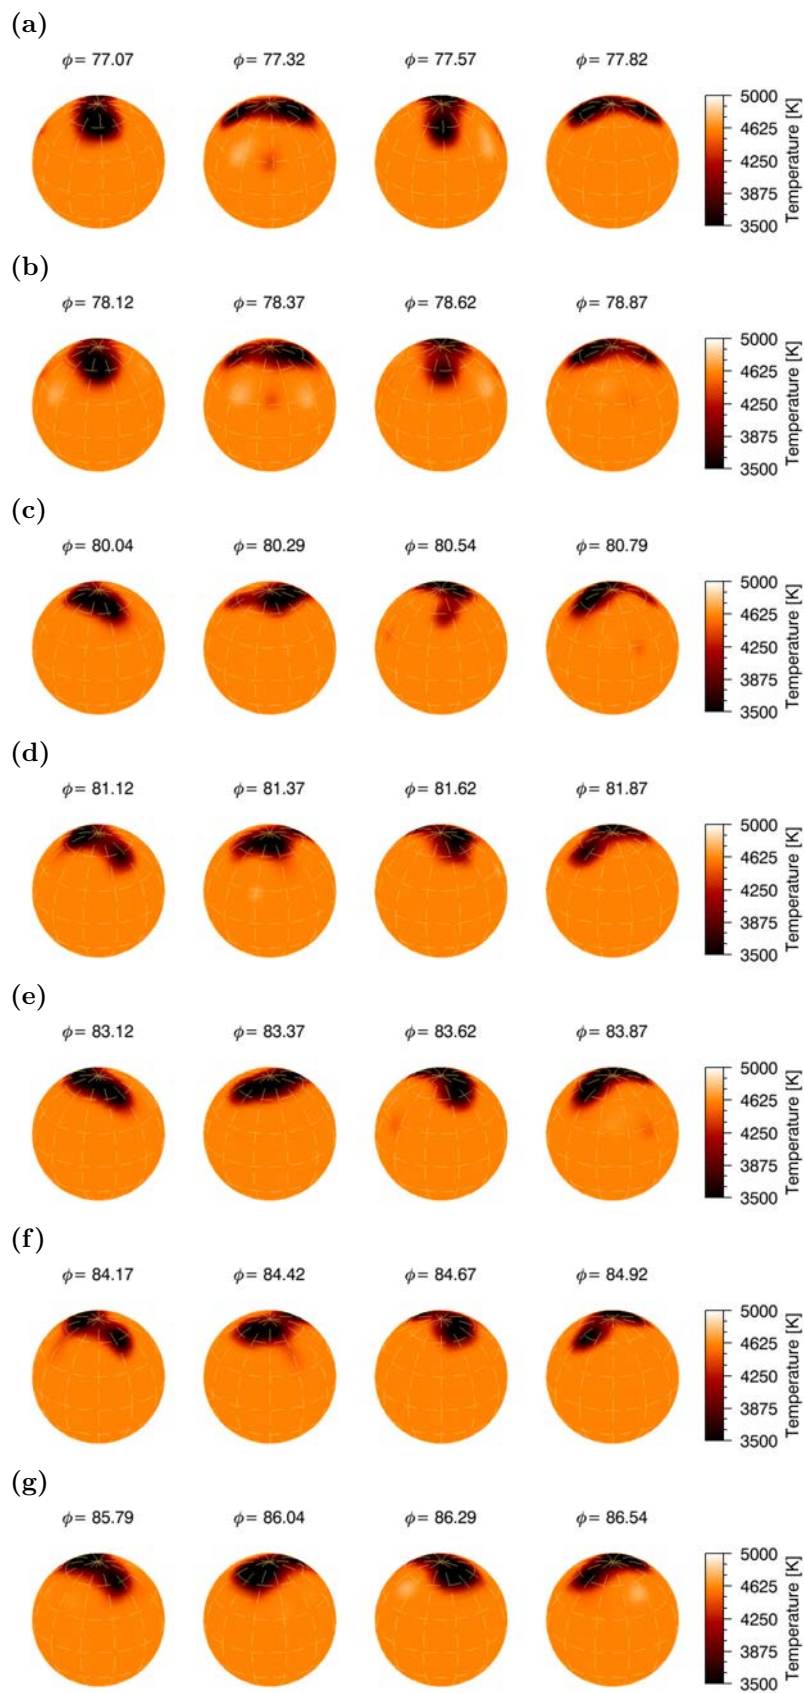 (a)
ϕ= 77.07 ϕ= 77.32 ϕ= 77.57 ϕ= 77.82
5000
4625
4250
3875
3500
Temperature [K]
(b)
ϕ= 78.12 ϕ= 78.37 ϕ= 78.62 ϕ= 78.87
5000
4625
4250
3875
3500
Temperature [K]
(c)
ϕ= 80.04 ϕ= 80.29 ϕ= 80.54 ϕ= 80.79
5000
4625
4250
3875
3500
Temperature [K]
(d)
ϕ= 81.12 ϕ= 81.37 ϕ= 81.62 ϕ= 81.87
5000
4625
4250
3875
3500
Temperature [K]
(e)
ϕ= 83.12 ϕ= 83.37 ϕ= 83.62 ϕ= 83.87
5000
4625
4250
3875
3500
Temperature [K]
(f)
ϕ= 84.17 ϕ= 84.42 ϕ= 84.67 ϕ= 84.92
5000
4625
4250
3875
3500
Temperature [K]
(g)
ϕ= 85.79 ϕ= 86.04 ϕ= 86.29 ϕ= 86.54
5000
4625
4250
3875
3500
Temperature [K]